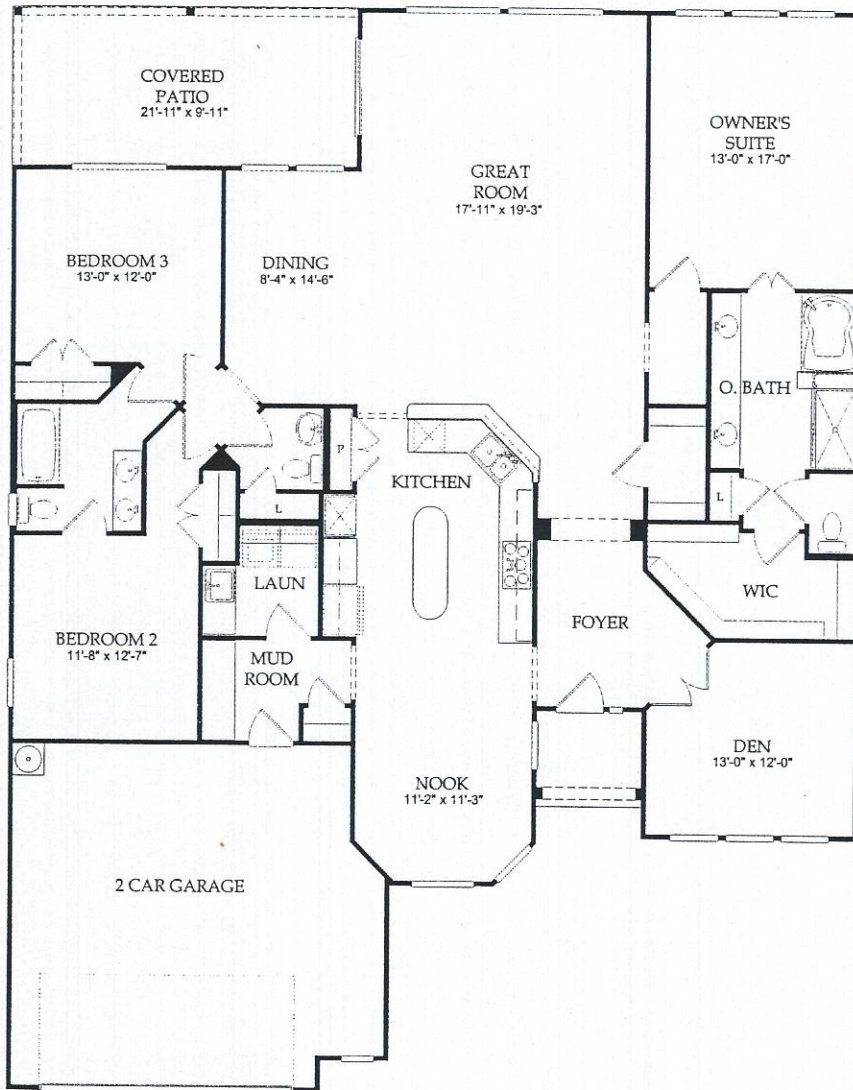 COVERED
PATIO
21'-11" x 9'-11"
OWNER'S
SUITE
13'-0" x 17'-0"
GREAT
ROOM
17'-11" x 19'-3"
BEDROOM 3
13'-0" x 12'-0"
DINING
8'-4" x 14'-6"
O. BATH
P
KITCHEN
L
L
LAUN
WIC
FOYER
BEDROOM 2
11'-8" x 12'-7"
MUD
ROOM
DEN
13'-0" x 12'-0"
NOOK
11'-2" x 11'-3"
2 CAR GARAGE